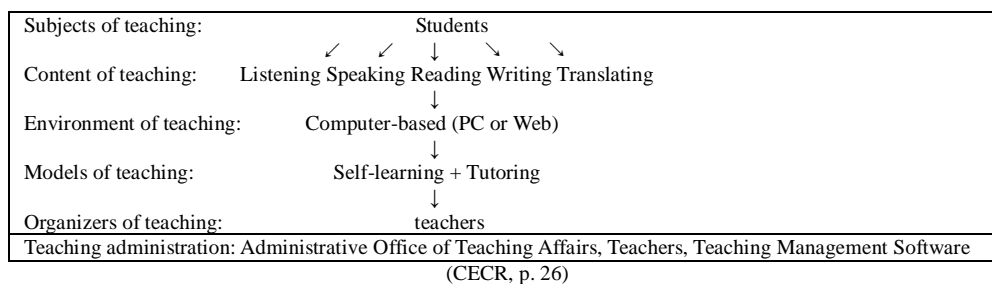 Subjects of teaching: Students
↙ ↙ ↓ ↘ ↘
Content of teaching: Listening Speaking Reading Writing Translating
↓
Environment of teaching: Computer-based (PC or Web)
↓
Models of teaching: Self-learning + Tutoring
↓
Organizers of teaching: teachers
Teaching administration: Administrative Office of Teaching Affairs, Teachers, Teaching Management Software
(CECR, p. 26)